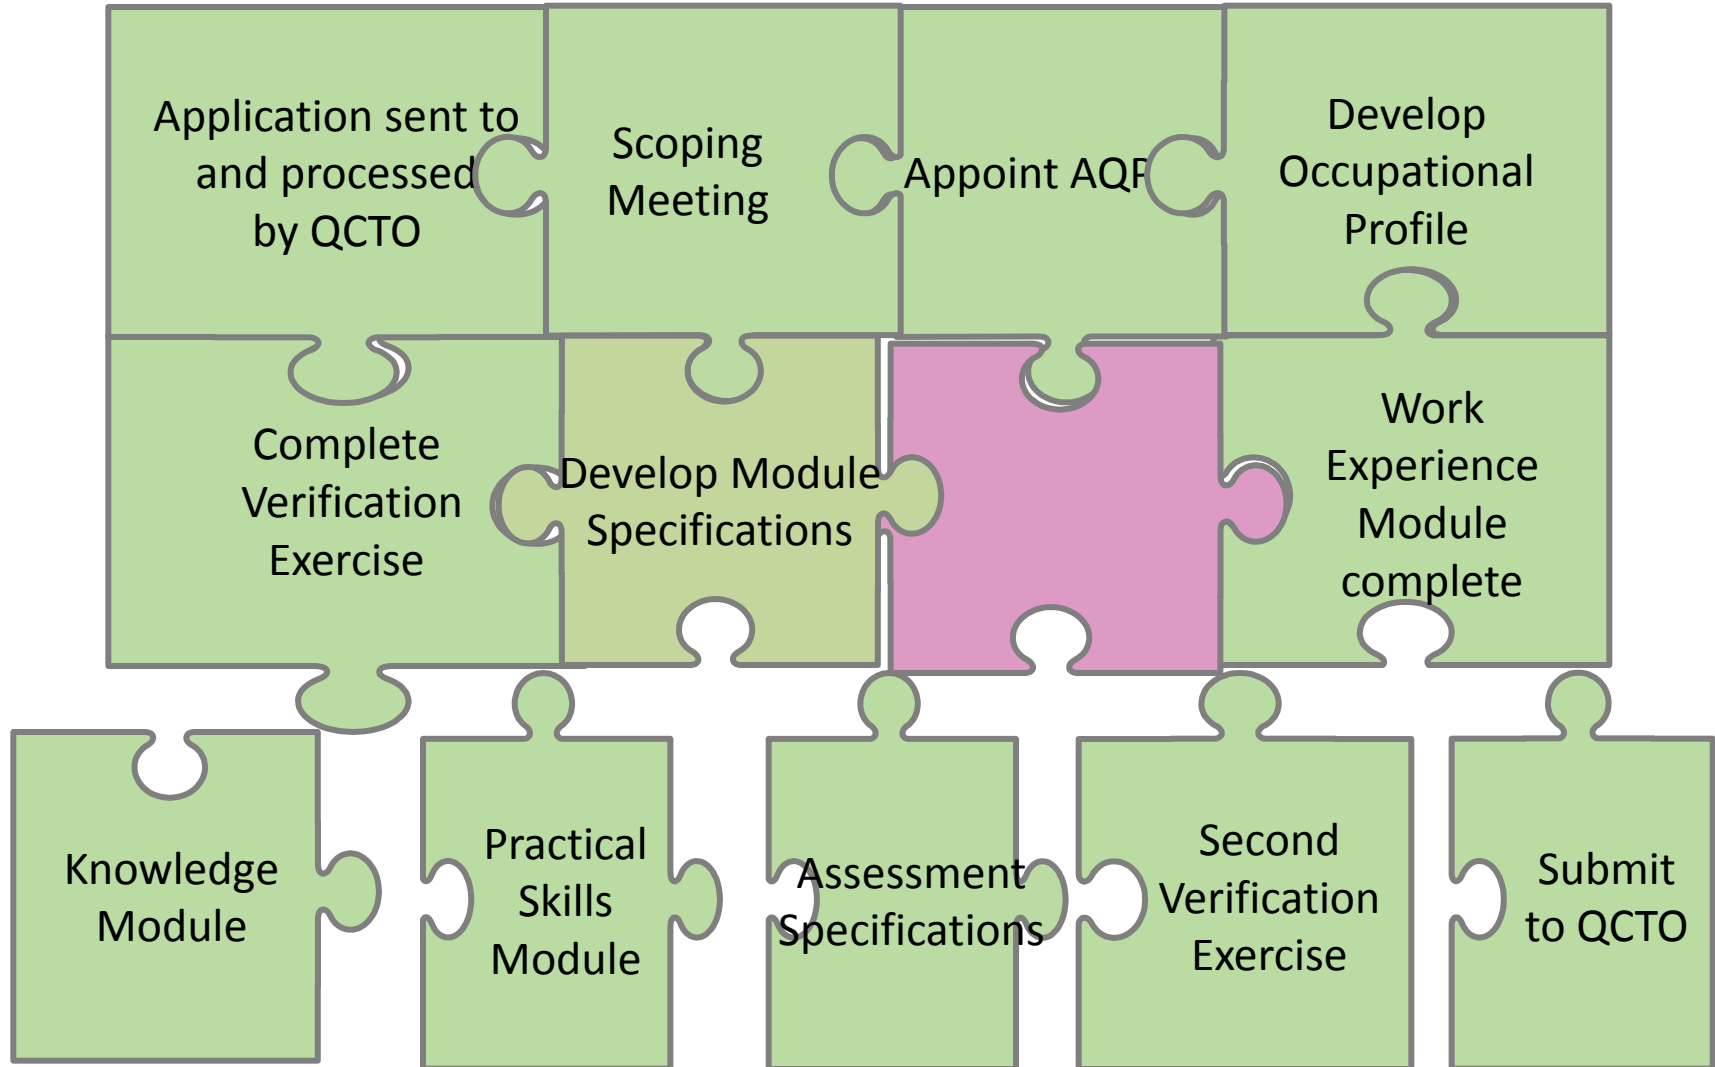 Application sent to
and processed
by QCTO
Scoping
Meeting
Appoint AQP
Develop
Occupational
Profile
Complete
Verification
Exercise
Develop Module
Specifications
Work
Experience
Module
complete
Knowledge
Module
Practical
Skills
Module
Assessment
Specifications
Second
Verification
Exercise
Submit
to QCTO